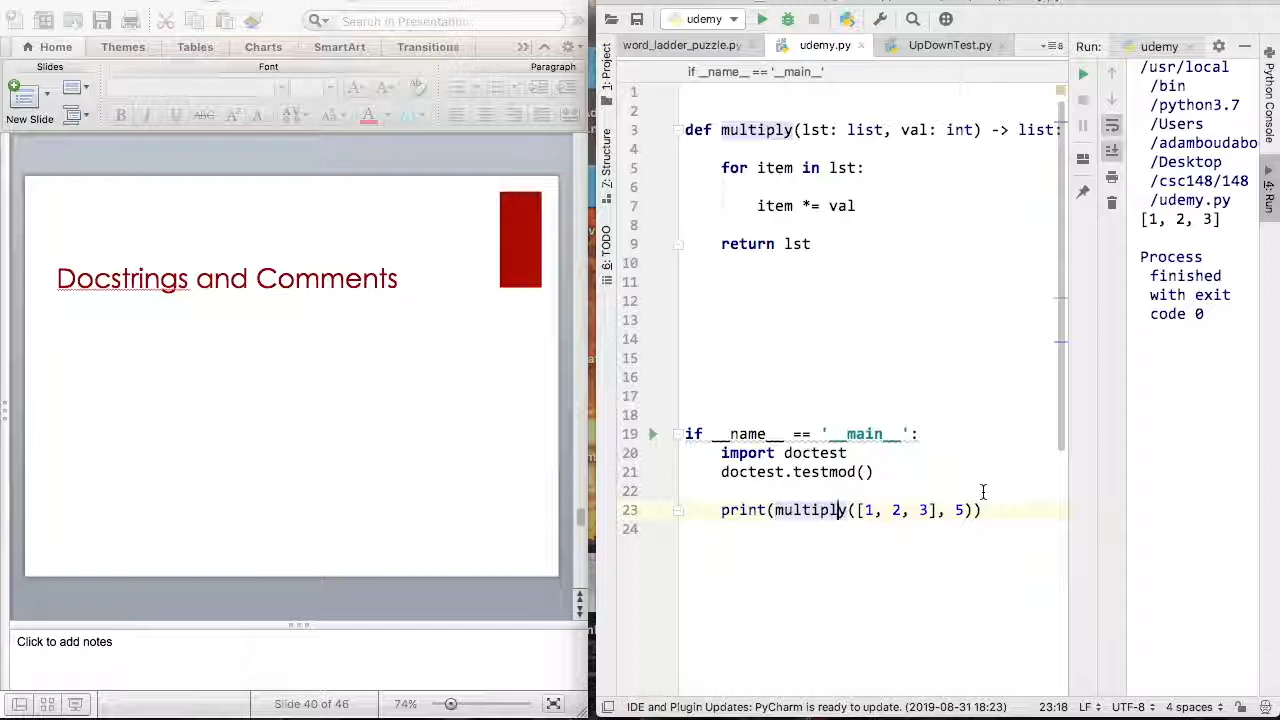 Search in Presentations
Home Themes Tables Charts SmartArt Transitions
Slides Font Paragraph
New Slide
Docstrings and Comments
Click to add notes
Slide 40 of 46 74%
udemy
word_ladder_puzzle.py udemy.py UpDownTest.py
if __name__ == '__main__'
1
2
3 def multiply(lst: list, val: int) -> list:
4
5 for item in lst:
6
7 item *= val
8
9 return lst
10
11
12
13
14
15
16
17
18
19 if __name__ == '__main__':
20 import doctest
21 doctest.testmod()
22
23 print(multiply([1, 2, 3], 5))
24
1: Project
7: Structure
6: TODO
Run: udemy
/usr/local
/bin
/python3.7
/Users
/adamboudabo
/Desktop
/csc148/148
/udemy.py
[1, 2, 3]
Process
finished
with exit
code 0
Python Console
4: Run
IDE and Plugin Updates: PyCharm is ready to update. (2019-08-31 18:23) 23:18 LF UTF-8 4 spaces